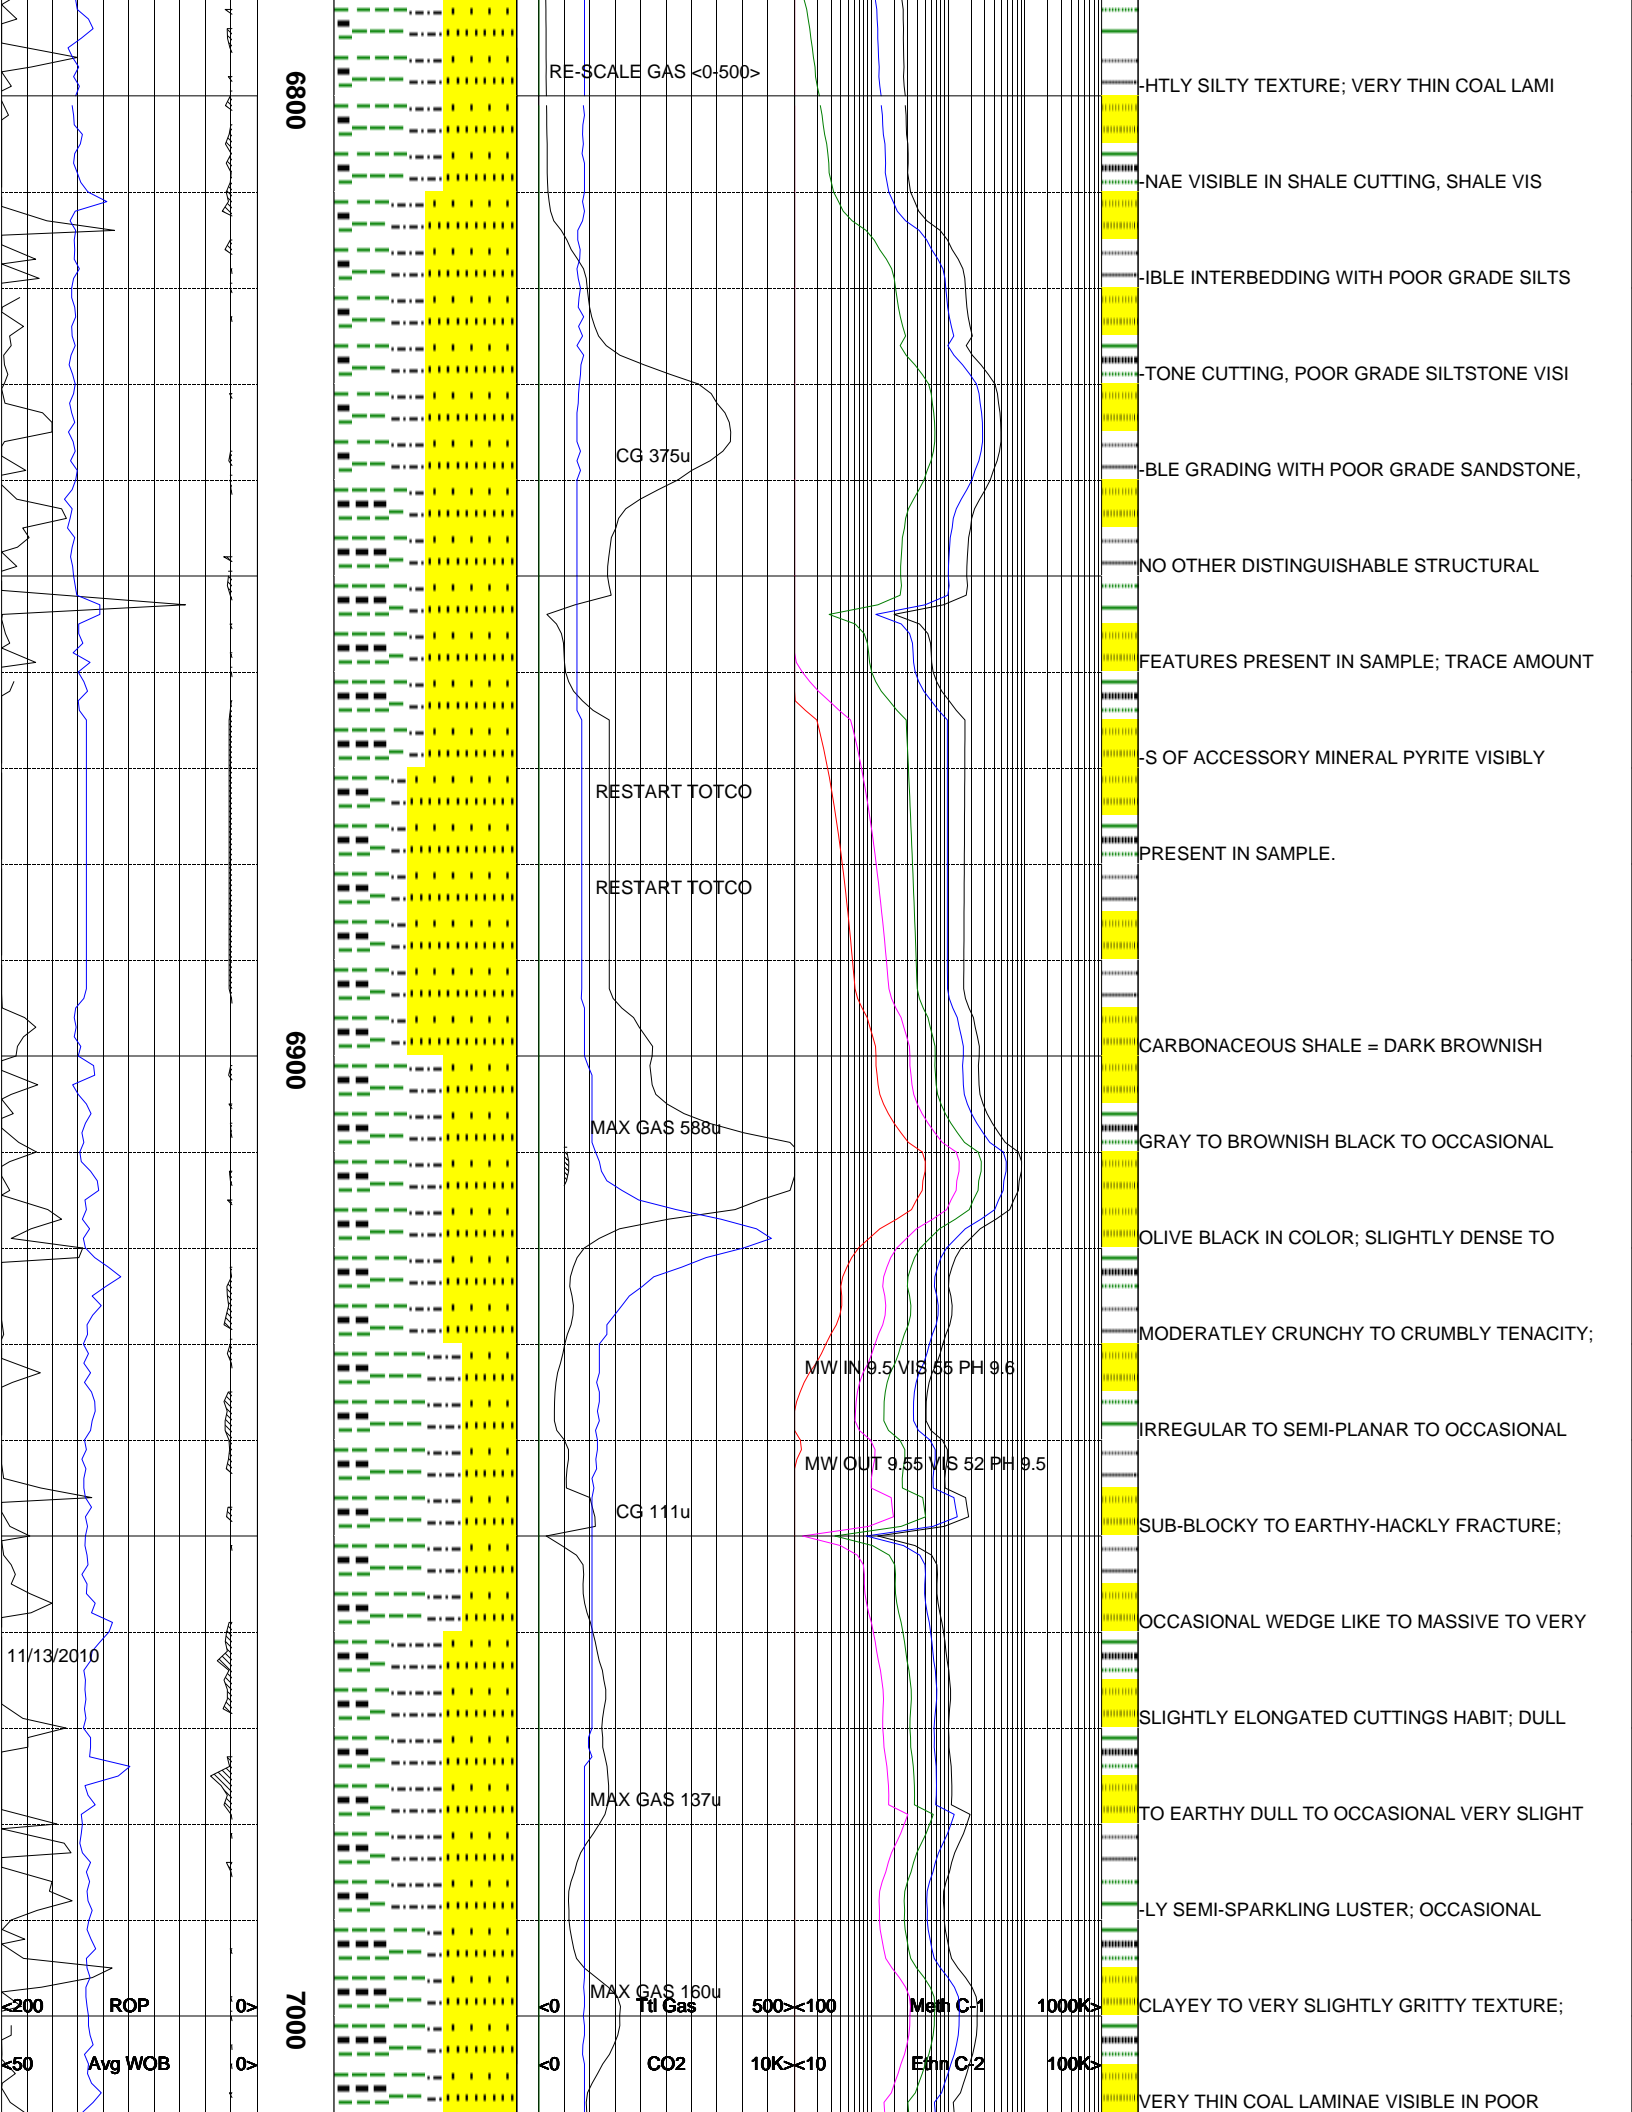 RE-SCALE GAS <0-500>
6800
-HTLY SILTY TEXTURE; VERY THIN COAL LAMI
-NAE VISIBLE IN SHALE CUTTING, SHALE VIS
-IBLE INTERBEDDING WITH POOR GRADE SILTS
-TONE CUTTING, POOR GRADE SILTSTONE VISI
CG 375u
-BLE GRADING WITH POOR GRADE SANDSTONE,
NO OTHER DISTINGUISHABLE STRUCTURAL
FEATURES PRESENT IN SAMPLE; TRACE AMOUNT
-S OF ACCESSORY MINERAL PYRITE VISIBLY
RESTART TOTCO
PRESENT IN SAMPLE.
RESTART TOTCO
6900
CARBONACEOUS SHALE = DARK BROWNISH
MAX GAS 588u
GRAY TO BROWNISH BLACK TO OCCASIONAL
OLIVE BLACK IN COLOR; SLIGHTLY DENSE TO
MODERATLEY CRUNCHY TO CRUMBLY TENACITY;
MW IN 9.5 VIS 55 PH 9.6
IRREGULAR TO SEMI-PLANAR TO OCCASIONAL
MW OUT 9.55 VIS 52 PH 9.5
CG 111u
SUB-BLOCKY TO EARTHY-HACKLY FRACTURE;
OCCASIONAL WEDGE LIKE TO MASSIVE TO VERY
11/13/2010
SLIGHTLY ELONGATED CUTTINGS HABIT; DULL
MAX GAS 137u
TO EARTHY DULL TO OCCASIONAL VERY SLIGHT
-LY SEMI-SPARKLING LUSTER; OCCASIONAL
MAX GAS 160u
<200 ROP 0> <0 Ttl Gas 500> <100 Meth C-1 1000K>
CLAYEY TO VERY SLIGHTLY GRITTY TEXTURE;
7000
<50 Avg WOB 0> <0 CO2 10K> <10 Ethn C-2 100K>
VERY THIN COAL LAMINAE VISIBLE IN POOR